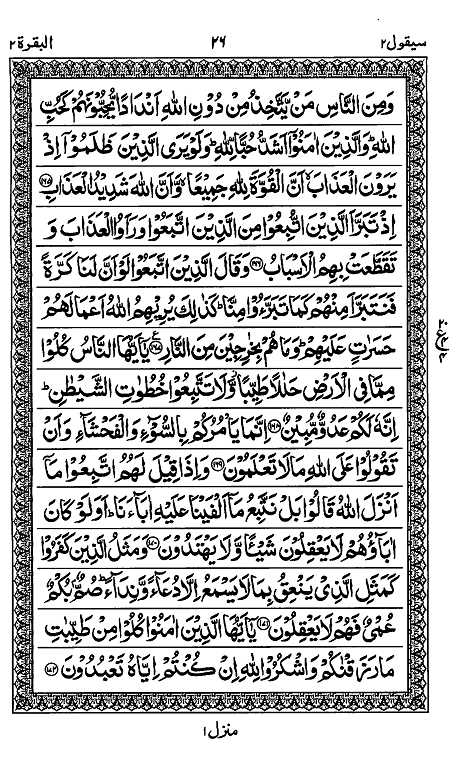 سيقول ٢
٢٦
البقرة ٢
وَمِنَ النَّاسِ مَنْ يَّتَّخِذُ مِنْ دُوْنِ اللّٰهِ اَنْدَادًا يُّحِبُّوْنَهُمْ كَحُبِّ
اللّٰهِ ؕ وَالَّذِيْنَ اٰمَنُوْۤا اَشَدُّ حُبًّا لِّلّٰهِ ؕ وَلَوْ يَرَى الَّذِيْنَ ظَلَمُوْۤا اِذْ
يَرَوْنَ الْعَذَابَ ۙ اَنَّ الْقُوَّةَ لِلّٰهِ جَمِيْعًا ۙ وَّاَنَّ اللّٰهَ شَدِيْدُ الْعَذَابِ ﴿۱۶۵﴾
اِذْ تَبَرَّاَ الَّذِيْنَ اتُّبِعُوْا مِنَ الَّذِيْنَ اتَّبَعُوْا وَرَاَوُا الْعَذَابَ وَ
تَقَطَّعَتْ بِهِمُ الْاَسْبَابُ ﴿۱۶۶﴾ وَقَالَ الَّذِيْنَ اتَّبَعُوْا لَوْ اَنَّ لَنَا كَرَّةً
فَنَتَبَرَّاَ مِنْهُمْ كَمَا تَبَرَّءُوْا مِنَّا ؕ كَذٰلِكَ يُرِيْهِمُ اللّٰهُ اَعْمَالَهُمْ
حَسَرٰتٍ عَلَيْهِمْ ؕ وَمَا هُمْ بِخٰرِجِيْنَ مِنَ النَّارِ ﴿۱۶۷﴾ يٰۤاَيُّهَا النَّاسُ كُلُوْا
مِمَّا فِى الْاَرْضِ حَلٰلًا طَيِّبًا ۖ وَّلَا تَتَّبِعُوْا خُطُوٰتِ الشَّيْطٰنِ ؕ
اِنَّهٗ لَكُمْ عَدُوٌّ مُّبِيْنٌ ﴿۱۶۸﴾ اِنَّمَا يَاْمُرُكُمْ بِالسُّوْٓءِ وَالْفَحْشَآءِ وَاَنْ
تَقُوْلُوْا عَلَى اللّٰهِ مَا لَا تَعْلَمُوْنَ ﴿۱۶۹﴾ وَاِذَا قِيْلَ لَهُمُ اتَّبِعُوْا مَاۤ
اَنْزَلَ اللّٰهُ قَالُوْا بَلْ نَتَّبِعُ مَاۤ اَلْفَيْنَا عَلَيْهِ اٰبَآءَنَا ؕ اَوَلَوْ كَانَ
اٰبَآؤُهُمْ لَا يَعْقِلُوْنَ شَيْـًٔا وَّلَا يَهْتَدُوْنَ ﴿۱۷۰﴾ وَمَثَلُ الَّذِيْنَ كَفَرُوْا
كَمَثَلِ الَّذِىْ يَنْعِقُ بِمَا لَا يَسْمَعُ اِلَّا دُعَآءً وَّنِدَآءً ؕ صُمٌّۢ بُكْمٌ
عُمْىٌ فَهُمْ لَا يَعْقِلُوْنَ ﴿۱۷۱﴾ يٰۤاَيُّهَا الَّذِيْنَ اٰمَنُوْا كُلُوْا مِنْ طَيِّبٰتِ
مَا رَزَقْنٰكُمْ وَاشْكُرُوْا لِلّٰهِ اِنْ كُنْتُمْ اِيَّاهُ تَعْبُدُوْنَ ﴿۱۷۲﴾
منزل ١